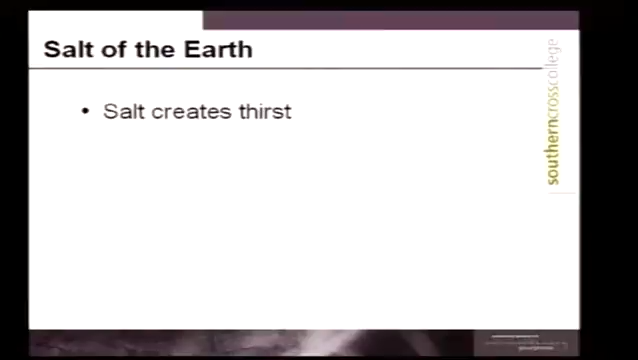 Salt of the Earth
• Salt creates thirst
southerncrosscollege